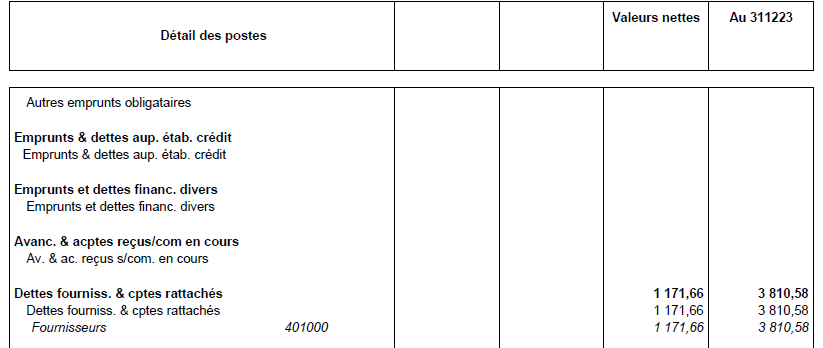 Détail des postes Valeurs nettes Au 311223
Autres emprunts obligataires
Emprunts & dettes aup. étab. crédit
Emprunts & dettes aup. étab. crédit
Emprunts et dettes financ. divers
Emprunts et dettes financ. divers
Avanc. & acptes reçus/com en cours
Av. & ac. reçus s/com. en cours
Dettes fourniss. & cptes rattachés 1 171,66 3 810,58
Dettes fourniss. & cptes rattachés 1 171,66 3 810,58
Fournisseurs 401000 1 171,66 3 810,58